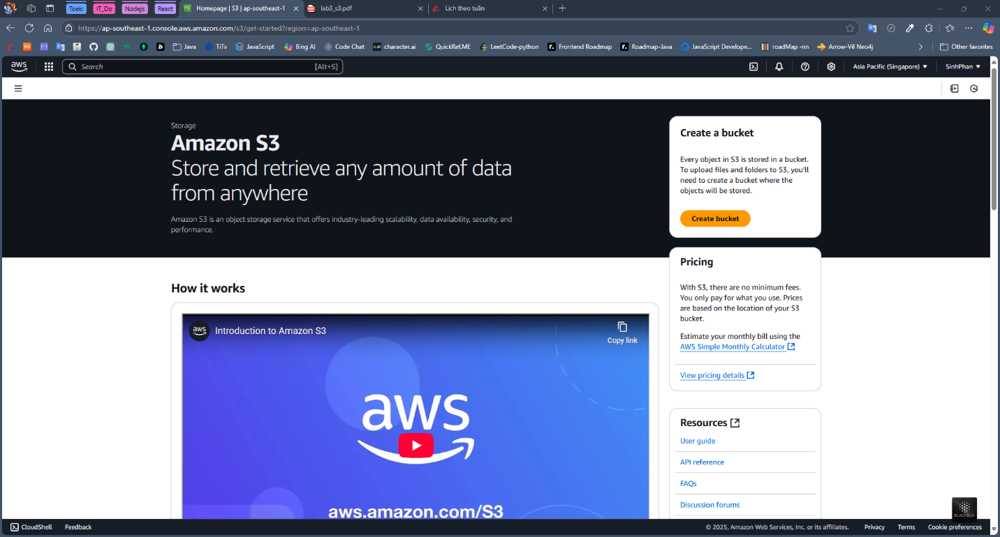 Toeic
IT_Do
Nodejs
React
Homepage | S3 | ap-southeast-1
lab3_s3.pdf
Lịch theo tuần
https://ap-southeast-1.console.aws.amazon.com/s3/get-started?region=ap-southeast-1
Java
TiTv
JavaScript
Bing AI
Code Chat
character.ai
QuickRef.ME
LeetCode-python
Frontend Roadmap
Roadmap-Java
JavaScript Develope...
roadMap -nn
Arrow-Vẽ Neo4j
Other favorites
aws
Search
[Alt+S]
Asia Pacific (Singapore)
SinhPhan
Storage
Amazon S3
Store and retrieve any amount of data
from anywhere
Amazon S3 is an object storage service that offers industry-leading scalability, data availability, security, and
performance.
Create a bucket
Every object in S3 is stored in a bucket.
To upload files and folders to S3, you'll
need to create a bucket where the
objects will be stored.
Create bucket
Pricing
With S3, there are no minimum fees.
You only pay for what you use. Prices
are based on the location of your S3
bucket.
Estimate your monthly bill using the
AWS Simple Monthly Calculator
View pricing details
How it works
aws
Introduction to Amazon S3
Copy link
aws
aws.amazon.com/S3
Resources
User guide
API reference
FAQs
Discussion forums
BLACKBOX
CloudShell
Feedback
© 2025, Amazon Web Services, Inc. or its affiliates.
Privacy
Terms
Cookie preferences